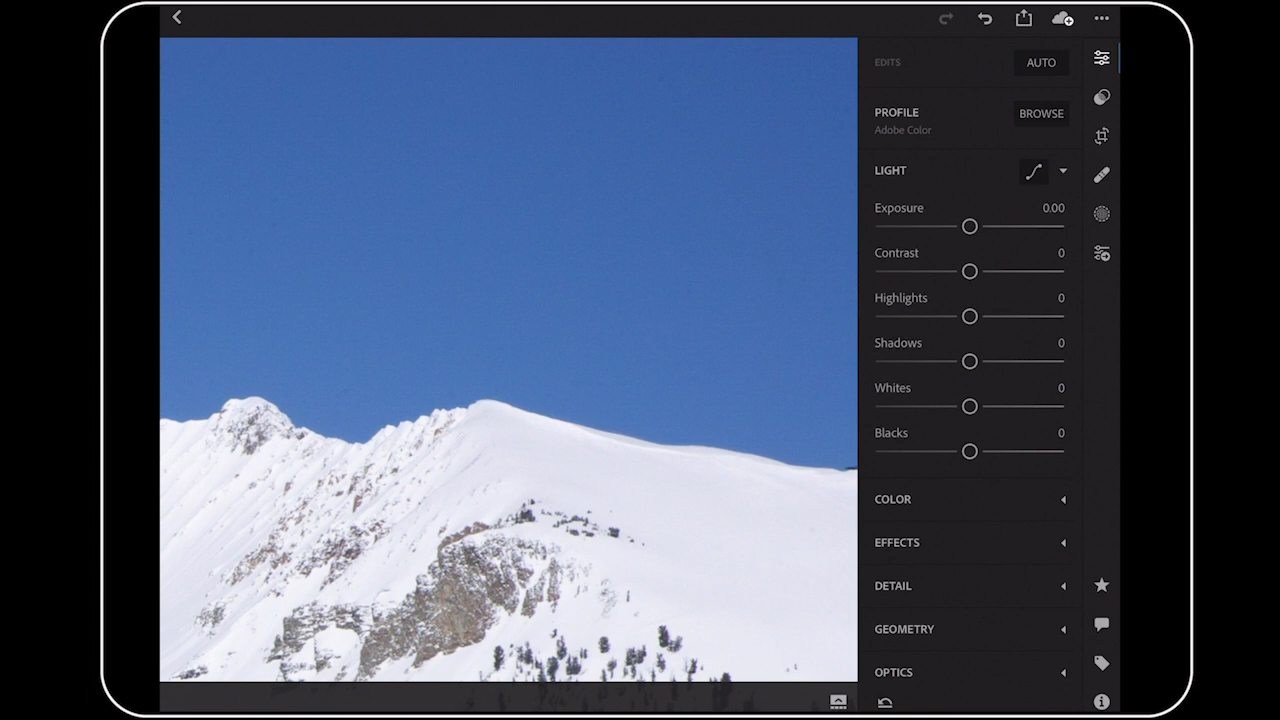 EDITS AUTO
PROFILE BROWSE
Adobe Color
LIGHT
Exposure 0.00
Contrast 0
Highlights 0
Shadows 0
Whites 0
Blacks 0
COLOR
EFFECTS
DETAIL
GEOMETRY
OPTICS